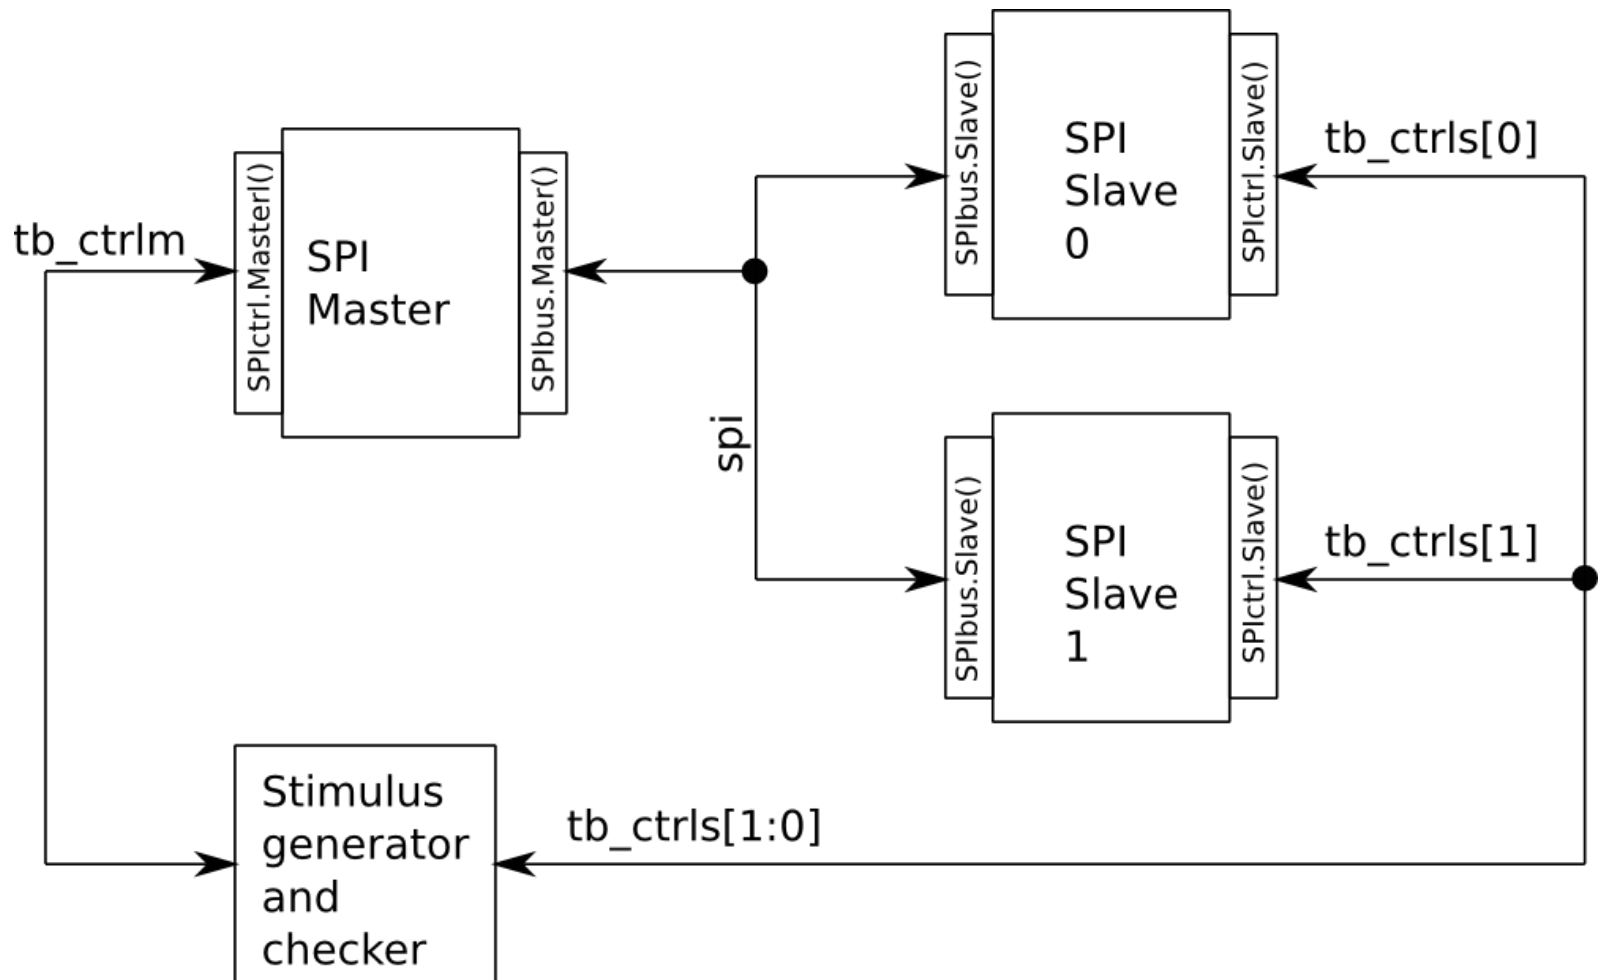 tb_ctrlm
SPIctrl.Masterl()
SPI
Master
SPIbus.Master()
spi
SPIbus.Slave()
SPI
Slave
0
SPIctrl.Slave()
tb_ctrls[0]
SPIbus.Slave()
SPI
Slave
1
SPIctrl.Slave()
tb_ctrls[1]
Stimulus
generator
and
checker
tb_ctrls[1:0]